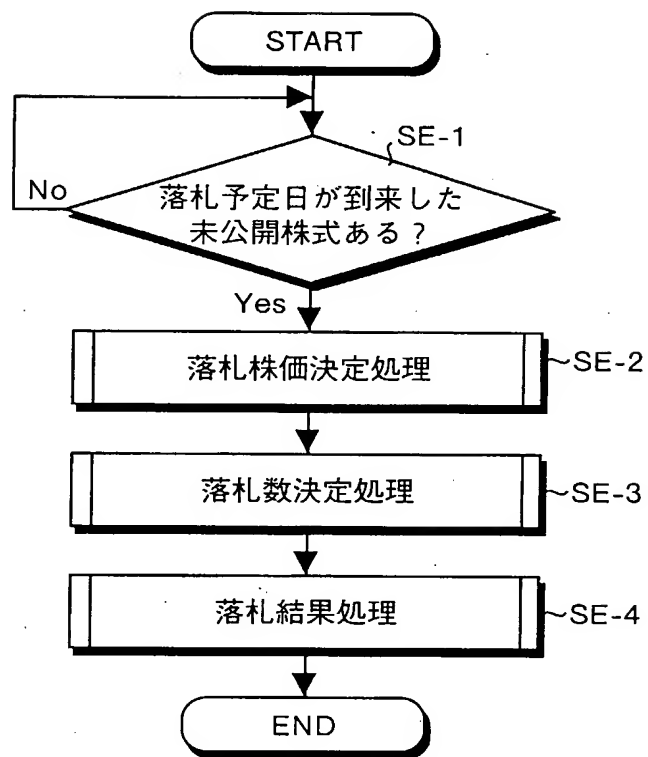 START
SE-1
No
落札予定日が到来した
未公開株式ある?
Yes
落札株価決定処理
SE-2
落札数決定処理
SE-3
落札結果処理
SE-4
END